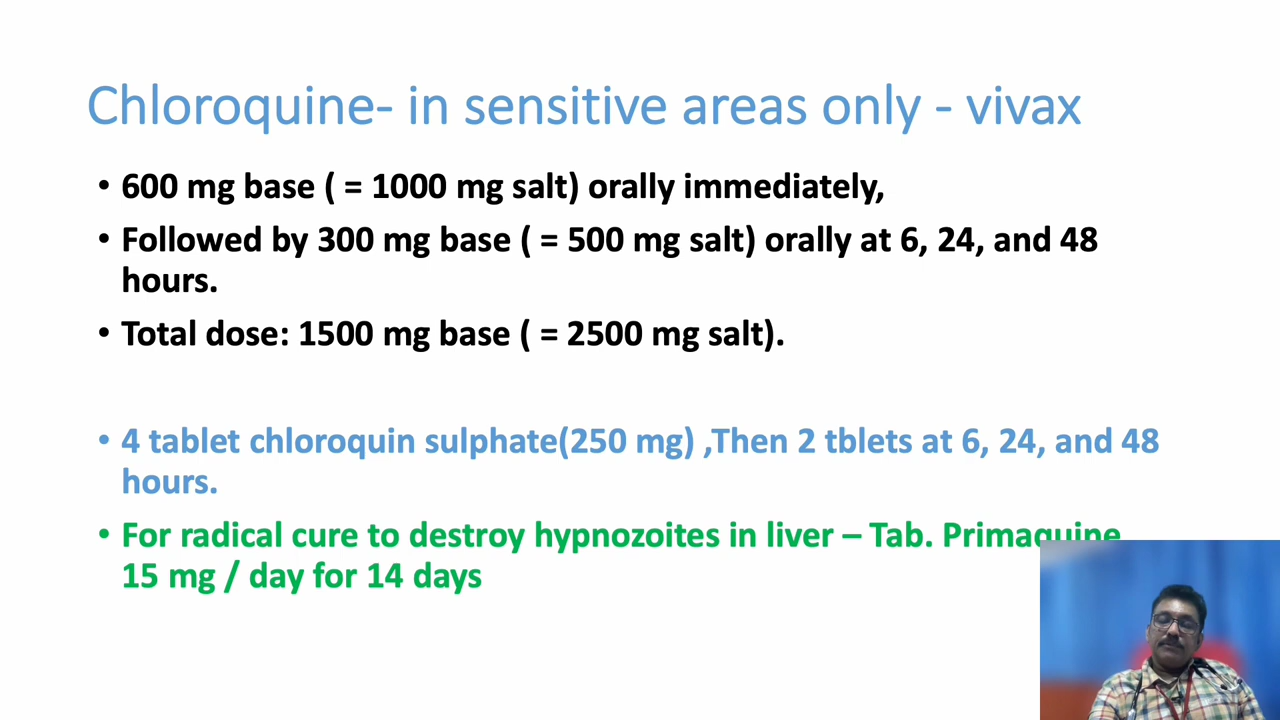 Chloroquine- in sensitive areas only - vivax
• 600 mg base ( = 1000 mg salt) orally immediately,
• Followed by 300 mg base ( = 500 mg salt) orally at 6, 24, and 48
hours.
• Total dose: 1500 mg base ( = 2500 mg salt).
• 4 tablet chloroquin sulphate(250 mg) ,Then 2 tblets at 6, 24, and 48
hours.
• For radical cure to destroy hypnozoites in liver – Tab. Primaquine
15 mg / day for 14 days